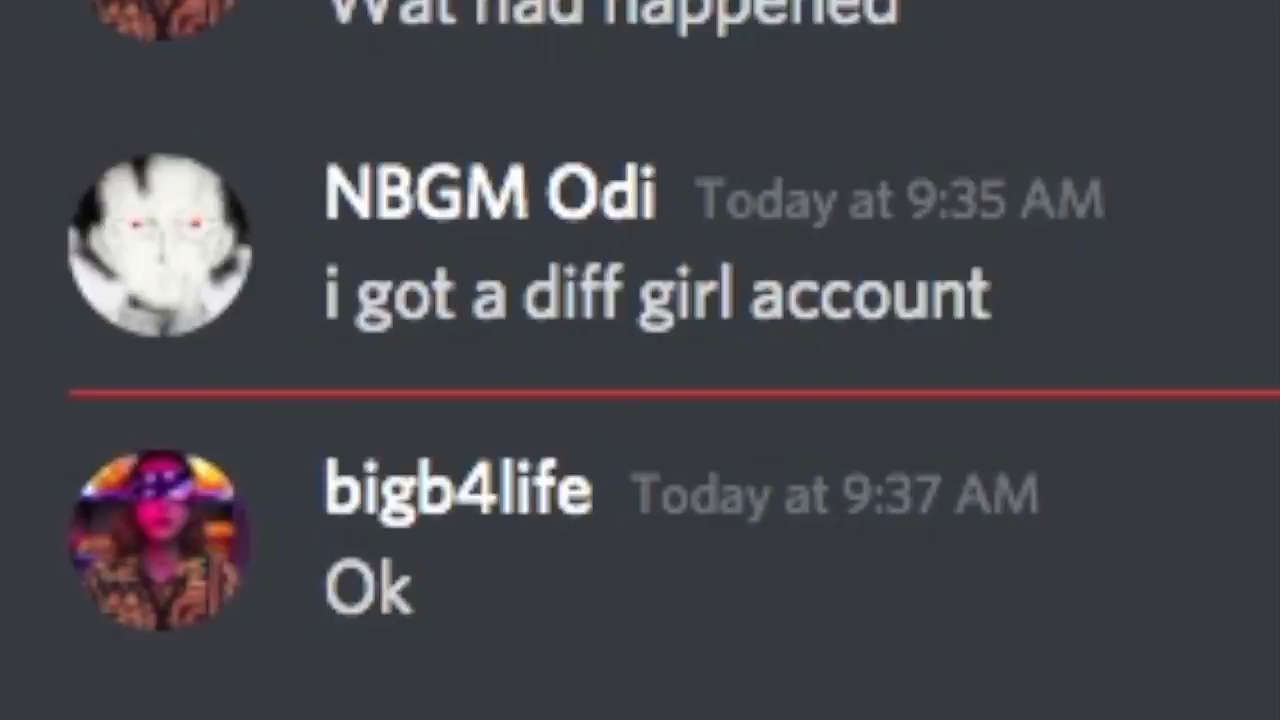 Wat had happened
NBGM Odi Today at 9:35 AM
i got a diff girl account
bigb4life Today at 9:37 AM
Ok